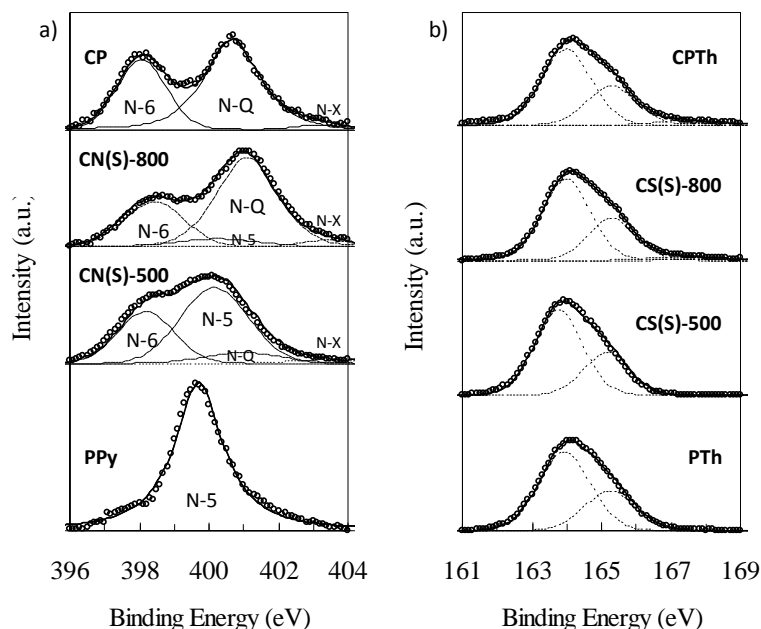 a)
CP
N-6
N-Q
N-X
CN(S)-800
N-6
N-Q
N-5
N-X
CN(S)-500
N-6
N-5
N-Q
N-X
PPy
N-5
Intensity (a.u.)
396 398 400 402 404
Binding Energy (eV)
b)
CPTh
CS(S)-800
CS(S)-500
PTh
Intensity (a.u.)
161 163 165 167 169
Binding Energy (eV)